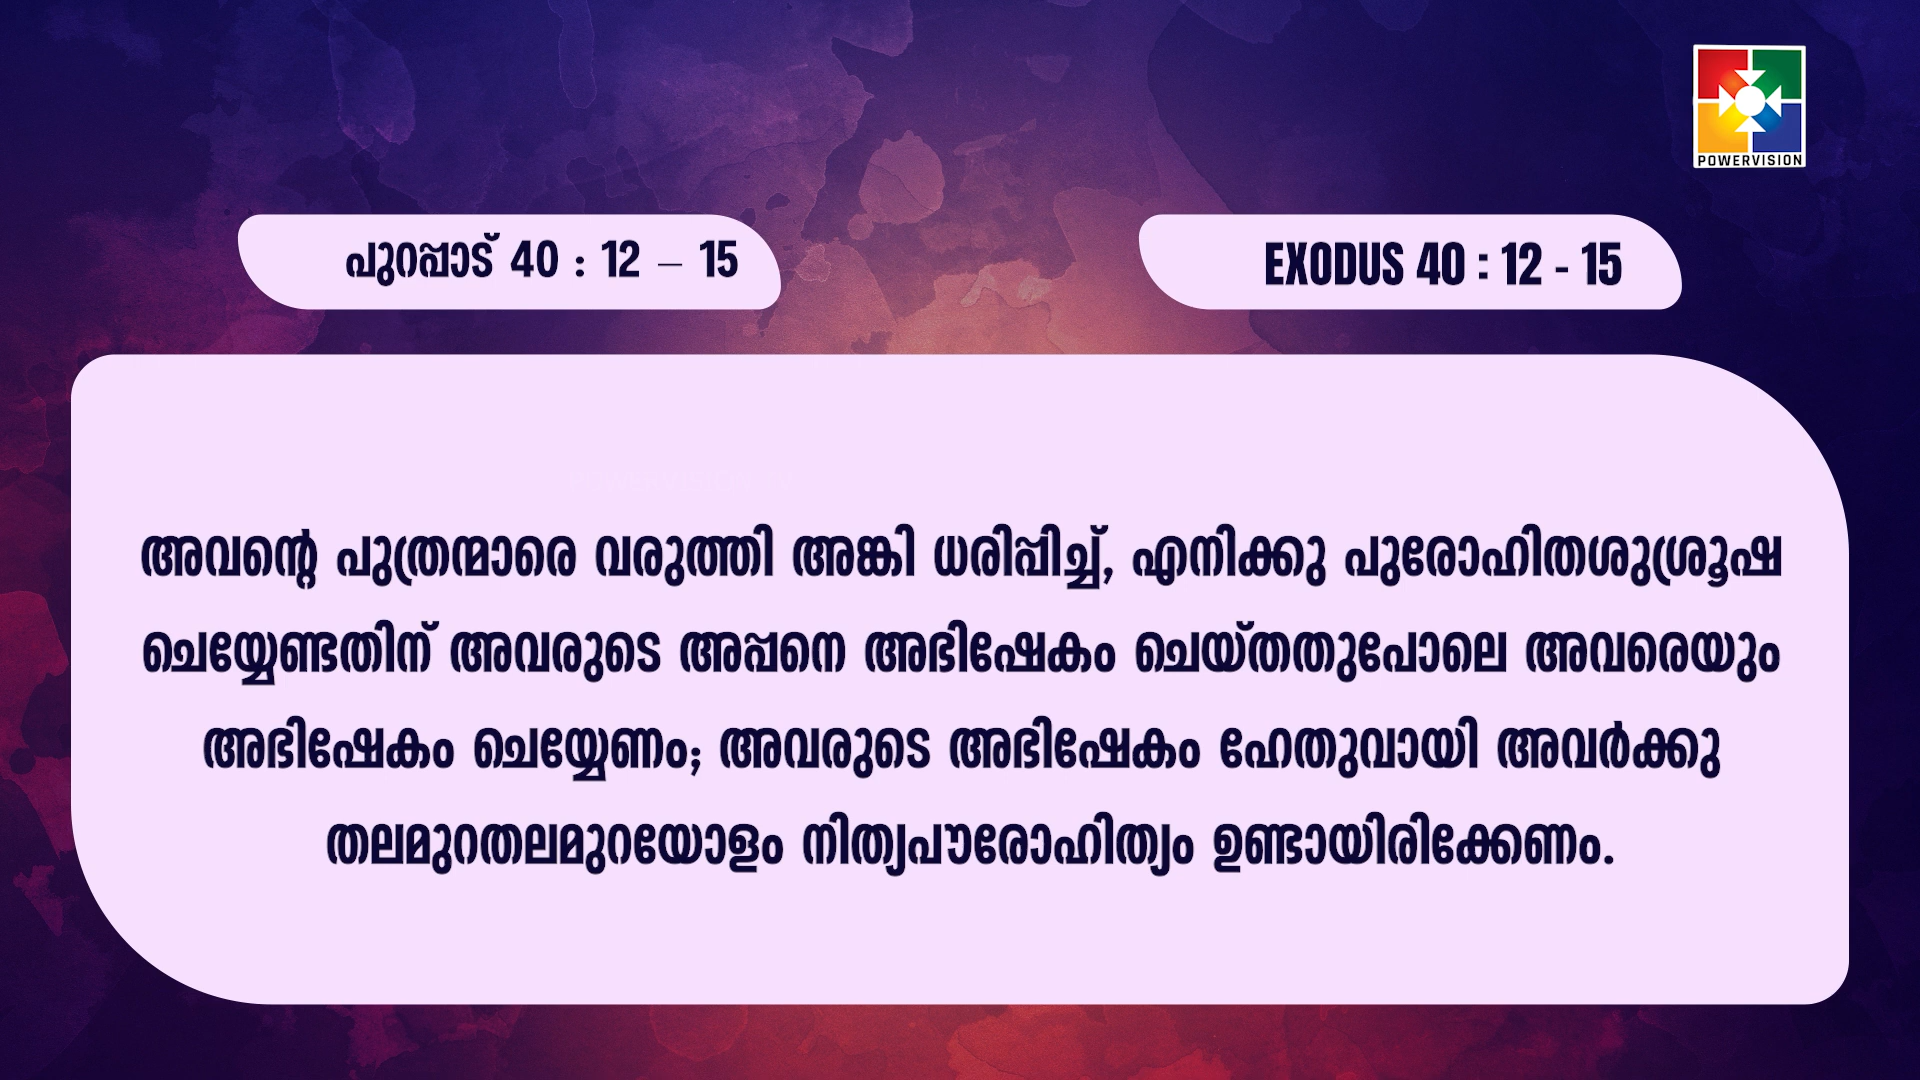 POWERVISION
പുറപ്പാട് 40 : 12 – 15
EXODUS 40 : 12 - 15
അവന്റെ പുത്രന്മാരെ വരുത്തി അങ്കി ധരിപ്പിച്ച്, എനിക്കു പുരോഹിതശുശ്രൂഷ
ചെയ്യേണ്ടതിന് അവരുടെ അപ്പനെ അഭിഷേകം ചെയ്തതുപോലെ അവരെയും
അഭിഷേകം ചെയ്യേണം; അവരുടെ അഭിഷേകം ഹേതുവായി അവർക്കു
തലമുറതലമുറയോളം നിത്യപൗരോഹിത്യം ഉണ്ടായിരിക്കേണം.